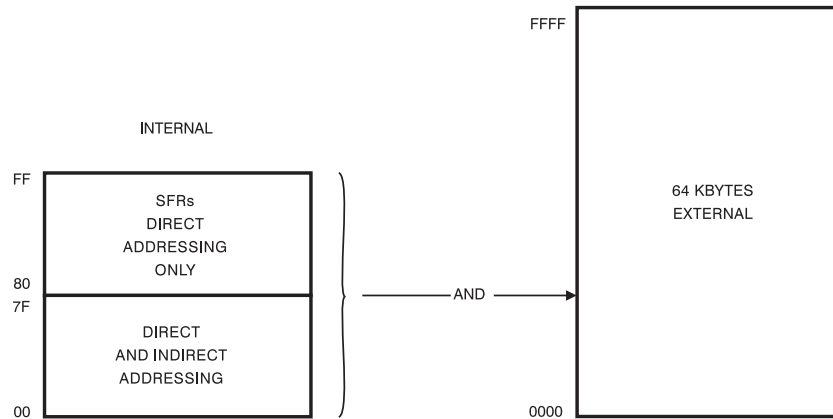 INTERNAL
FF
SFRs
DIRECT
ADDRESSING
ONLY
80
7F
DIRECT
AND INDIRECT
ADDRESSING
00
AND
FFFF
64 KBYTES
EXTERNAL
0000